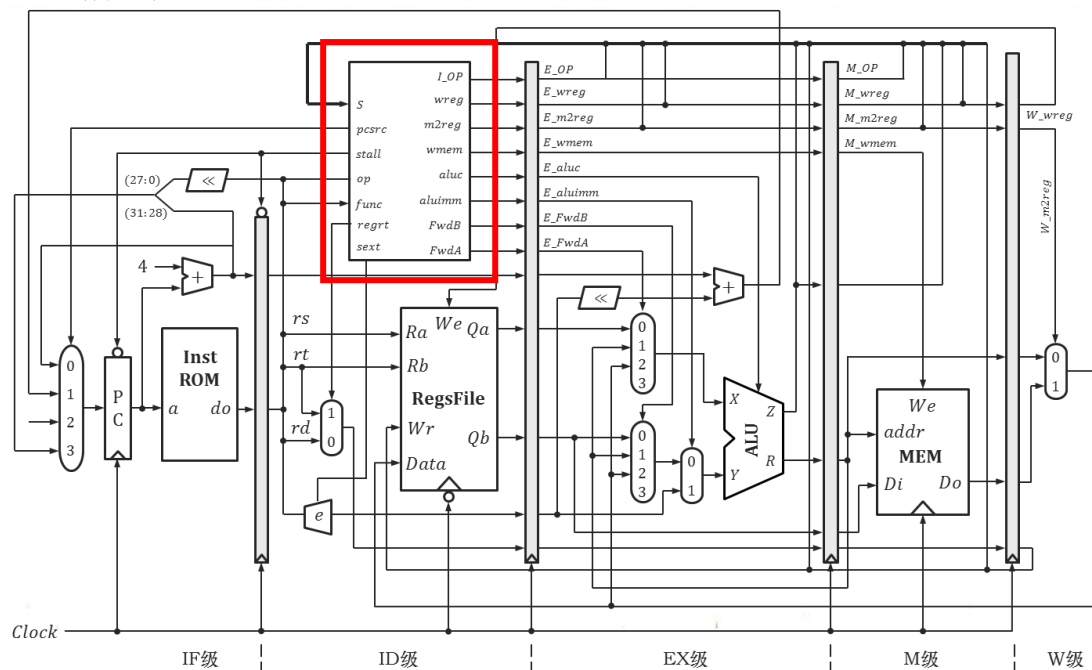 I_OP
S
wreg
pcsrc
m2reg
stall
wmem
op
aluc
func
aluimm
regrt
FwdB
sext
FwdA
E_OP
E_wreg
E_m2reg
E_wmem
E_aluc
E_aluimm
E_FwdB
E_FwdA
M_OP
M_wreg
M_m2reg
M_wmem
W_wreg
W_m2reg
(27:0)
≪
(31:28)
4
+
≪
+
0
1
2
3
P
C
Inst
ROM
a
do
rs
rt
rd
1
0
e
We
Qa
Ra
Rb
RegsFile
Wr
Qb
Data
0
1
2
3
0
1
2
3
0
1
X
Z
ALU
Y
R
We
addr
MEM
Di
Do
0
1
Clock
IF级
ID级
EX级
M级
W级